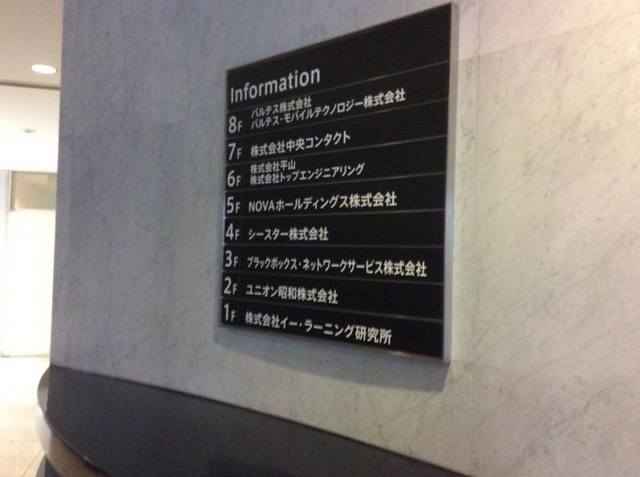 Information
8F バルテス株式会社
バルテス・モバイルテクノロジー株式会社
7F 株式会社中央コンタクト
6F 株式会社平山
株式会社トップエンジニアリング
5F NOVAホールディングス株式会社
4F シースター株式会社
3F ブラックボックス・ネットワークサービス株式会社
2F ユニオン昭和株式会社
1F 株式会社イー・ラーニング研究所